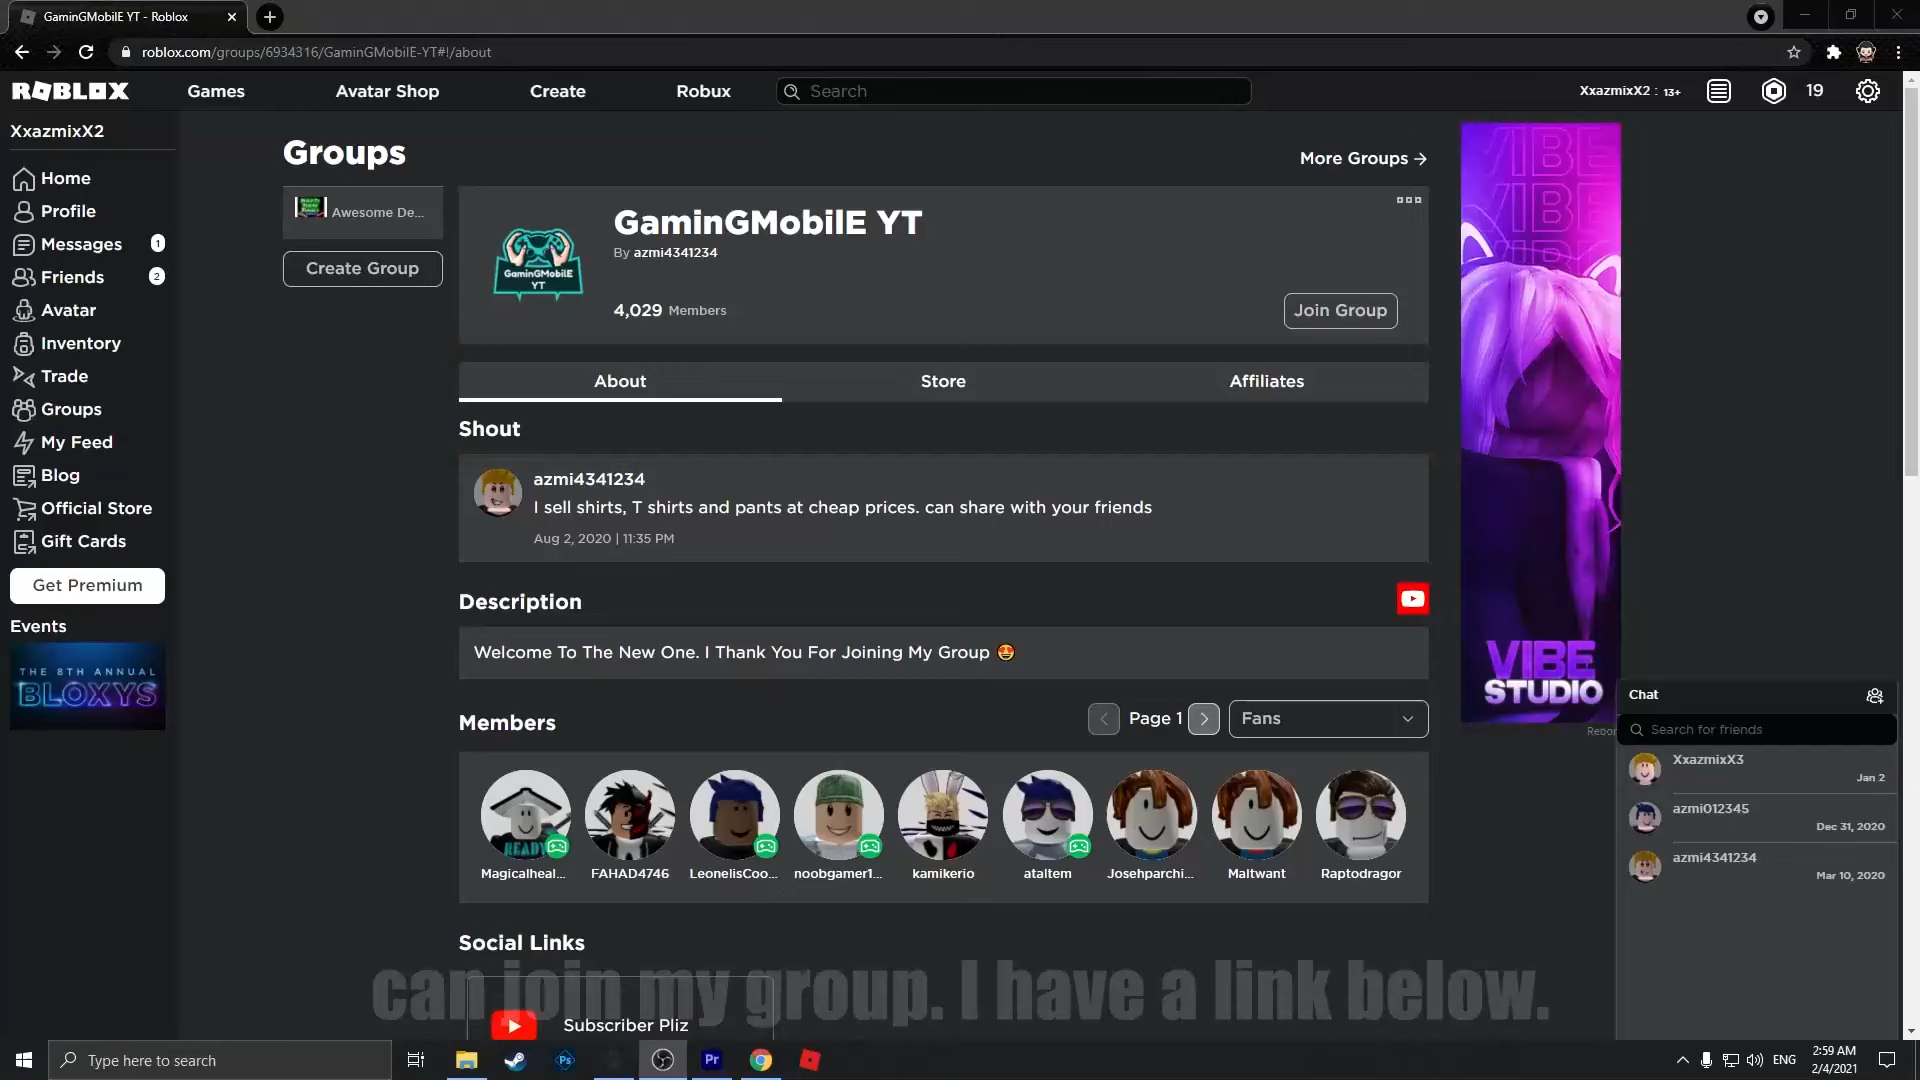 GaminGMobilE YT - Roblox
roblox.com/groups/6934316/GaminGMobilE-YT#!/about
ROBLOX
Games
Avatar Shop
Create
Robux
Search
XxazmixX2 : 13+
19
XxazmixX2
Home
Profile
Messages 1
Friends 2
Avatar
Inventory
Trade
Groups
My Feed
Blog
Official Store
Gift Cards
Get Premium
Events
THE 8TH ANNUAL
BLOXYS
Groups
More Groups
Awesome De...
Create Group
GaminGMobilE
YT
GaminGMobilE YT
By azmi4341234
4,029 Members
Join Group
About
Store
Affiliates
Shout
azmi4341234
I sell shirts, T shirts and pants at cheap prices. can share with your friends
Aug 2, 2020 | 11:35 PM
Description
Welcome To The New One. I Thank You For Joining My Group 😍
Members
Page 1
Fans
READY
Magicalheal...
FAHAD4746
LeonelisCoo...
noobgamer1...
kamikerio
ataltem
Josehparchi...
Maltwant
Raptodragor
Social Links
can join my group. I have a link below.
Subscriber Pliz
VIBE
VIBE
VIBE
VIBE
STUDIO
Repor
Chat
Search for friends
XxazmixX3
Jan 2
azmi012345
Dec 31, 2020
azmi4341234
Mar 10, 2020
Type here to search
Ps
Pr
ENG
2:59 AM
2/4/2021